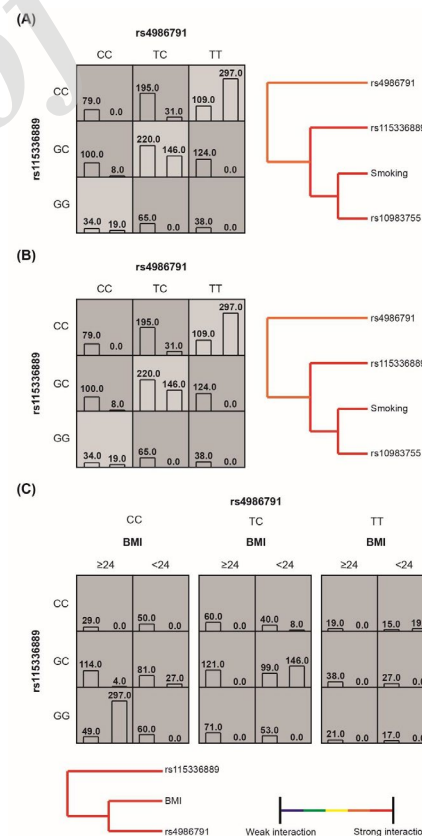 (A)
rs4986791
CC TC TT
rs115336889
CC 79.0 0.0 195.0 31.0 109.0 297.0
GC 100.0 8.0 220.0 146.0 124.0 0.0
GG 34.0 19.0 65.0 0.0 38.0 0.0
rs4986791
rs115336889
Smoking
rs10983755
(B)
rs4986791
CC TC TT
rs115336889
CC 79.0 0.0 195.0 31.0 109.0 297.0
GC 100.0 8.0 220.0 146.0 124.0 0.0
GG 34.0 19.0 65.0 0.0 38.0 0.0
rs4986791
rs115336889
Smoking
rs10983755
(C)
rs4986791
CC TC TT
BMI BMI BMI
≥24 <24 ≥24 <24 ≥24 <24
rs115336889
CC 29.0 0.0 50.0 0.0 60.0 0.0 40.0 8.0 19.0 0.0 15.0
GC 114.0 4.0 81.0 27.0 121.0 0.0 99.0 146.0 38.0 0.0 27.0 0.0
GG 49.0 297.0 60.0 0.0 71.0 0.0 53.0 0.0 21.0 0.0 17.0 0.0
rs115336889
BMI
rs4986791
Weak interaction Strong interaction